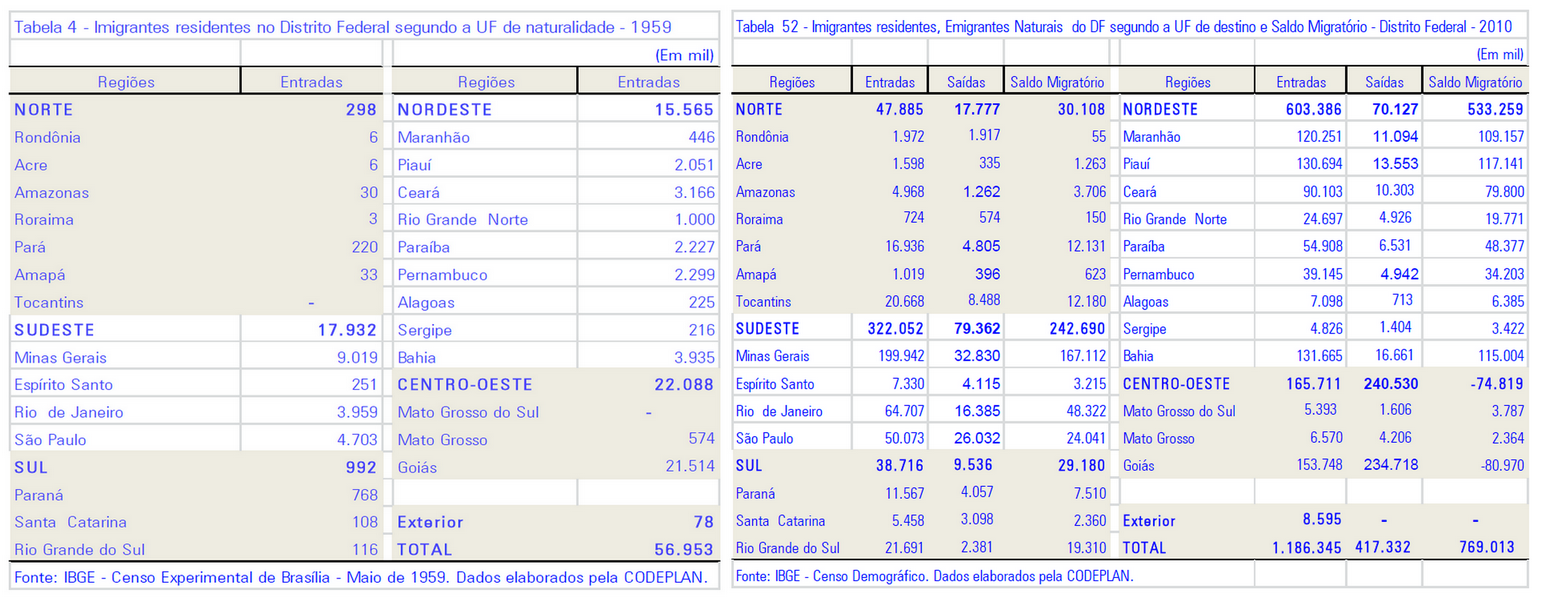 Tabela 4 - Imigrantes residentes no Distrito Federal segundo a UF de naturalidade - 1959
(Em mil)
Regiões Entradas Regiões Entradas
NORTE 298 NORDESTE 15.565
Rondônia 6 Maranhão 446
Acre 6 Piauí 2.051
Amazonas 30 Ceará 3.166
Roraima 3 Rio Grande Norte 1.000
Pará 220 Paraíba 2.227
Amapá 33 Pernambuco 2.299
Tocantins - Alagoas 225
SUDESTE 17.932 Sergipe 216
Minas Gerais 9.019 Bahia 3.935
Espírito Santo 251 CENTRO-OESTE 22.088
Rio de Janeiro 3.959 Mato Grosso do Sul -
São Paulo 4.703 Mato Grosso 574
SUL 992 Goiás 21.514
Paraná 768
Santa Catarina 108 Exterior 78
Rio Grande do Sul 116 TOTAL 56.953
Fonte: IBGE - Censo Experimental de Brasília - Maio de 1959. Dados elaborados pela CODEPLAN.
Tabela 52 - Imigrantes residentes, Emigrantes Naturais do DF segundo a UF de destino e Saldo Migratório - Distrito Federal - 2010
(Em mil)
Regiões Entradas Saídas Saldo Migratório Regiões Entradas Saídas Saldo Migratório
NORTE 47.885 17.777 30.108 NORDESTE 603.386 70.127 533.259
Rondônia 1.972 1.917 55 Maranhão 120.251 11.094 109.157
Acre 1.598 335 1.263 Piauí 130.694 13.553 117.141
Amazonas 4.968 1.262 3.706 Ceará 90.103 10.303 79.800
Roraima 724 574 150 Rio Grande Norte 24.697 4.926 19.771
Pará 16.936 4.805 12.131 Paraíba 54.908 6.531 48.377
Amapá 1.019 396 623 Pernambuco 39.145 4.942 34.203
Tocantins 20.668 8.488 12.180 Alagoas 7.098 713 6.385
SUDESTE 322.052 79.362 242.690 Sergipe 4.826 1.404 3.422
Minas Gerais 199.942 32.830 167.112 Bahia 131.665 16.661 115.004
Espírito Santo 7.330 4.115 3.215 CENTRO-OESTE 165.711 240.530 -74.819
Rio de Janeiro 64.707 16.385 48.322 Mato Grosso do Sul 5.393 1.606 3.787
São Paulo 50.073 26.032 24.041 Mato Grosso 6.570 4.206 2.364
SUL 38.716 9.536 29.180 Goiás 153.748 234.718 -80.970
Paraná 11.567 4.057 7.510
Santa Catarina 5.458 3.098 2.360 Exterior 8.595 - -
Rio Grande do Sul 21.691 2.381 19.310 TOTAL 1.186.345 417.332 769.013
Fonte: IBGE - Censo Demográfico. Dados elaborados pela CODEPLAN.